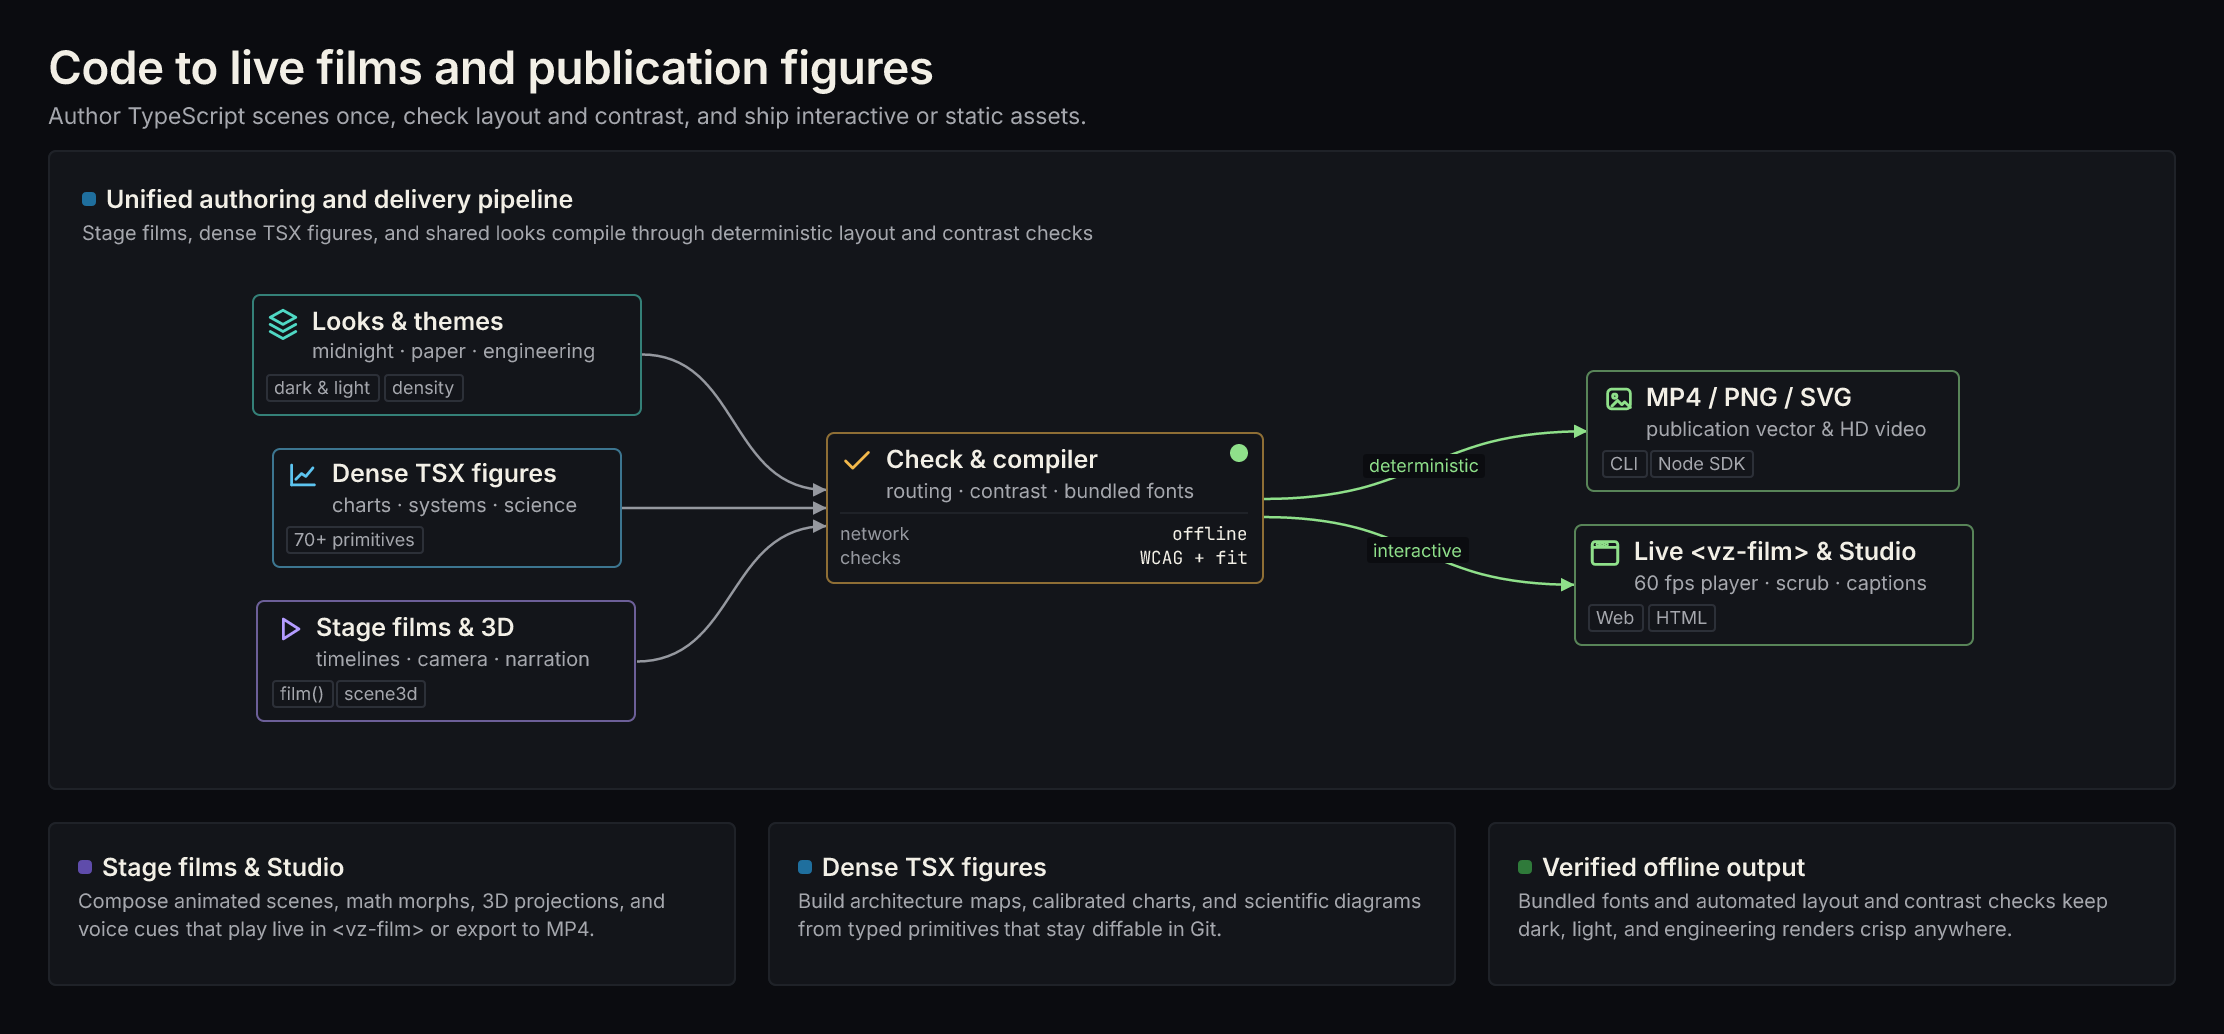 Code to live films and publication figures
Author TypeScript scenes once, check layout and contrast, and ship interactive or static assets.
Unified authoring and delivery pipeline
Stage films, dense TSX figures, and shared looks compile through deterministic layout and contrast checks
Looks & themes
midnight · paper · engineering
dark & light density
Dense TSX figures
charts · systems · science
70+ primitives
Stage films & 3D
timelines · camera · narration
film() scene3d
Check & compiler
routing · contrast · bundled fonts
network offline
checks WCAG + fit
deterministic
interactive
MP4 / PNG / SVG
publication vector & HD video
CLI Node SDK
Live <vz-film> & Studio
60 fps player · scrub · captions
Web HTML
Stage films & Studio
Compose animated scenes, math morphs, 3D projections, and
voice cues that play live in <vz-film> or export to MP4.
Dense TSX figures
Build architecture maps, calibrated charts, and scientific diagrams
from typed primitives that stay diffable in Git.
Verified offline output
Bundled fonts and automated layout and contrast checks keep
dark, light, and engineering renders crisp anywhere.